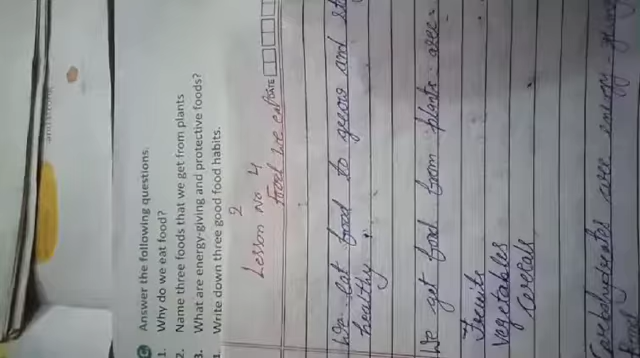 Answer the following questions.
1. Why do we eat food?
2. Name three foods that we get from plants
3. What are energy-giving and protective foods?
Write down three good food habits.
DATE
2
Lesson No 4
Food we eat
We eat food to grow and
healthy.
We get food from plants are-
Fruits
Vegetables
Cereals
Carbohydrates are energy-giving